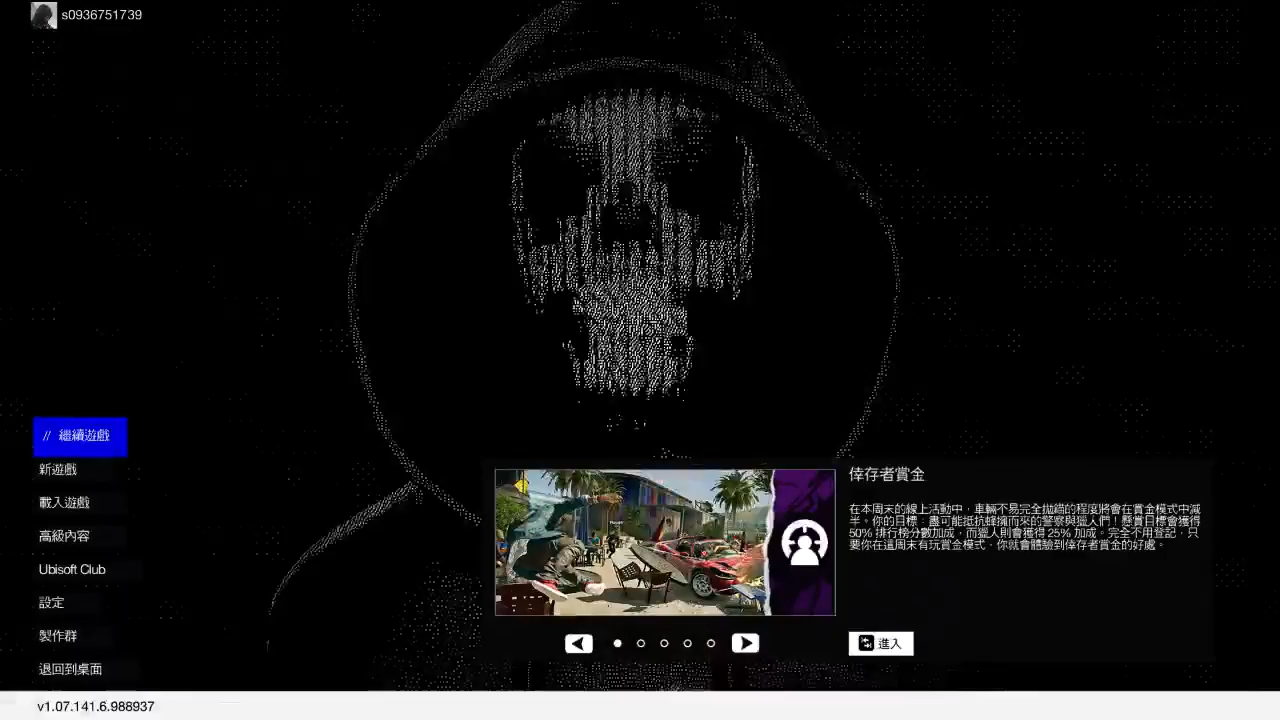 s0936751739
// 繼續遊戲
新遊戲
載入遊戲
高級內容
Ubisoft Club
設定
製作群
退回到桌面
倖存者賞金
在本周末的線上活動中，車輛不易完全拋錨的程度將會在賞金模式中減
半。你的目標：盡可能抵抗蜂擁而來的警察與獵人們！懸賞目標會獲得
50% 排行榜分數加成，而獵人則會獲得 25% 加成。完全不用登記，只
要你在這周末有玩賞金模式，你就會體驗到倖存者賞金的好處。
進入
v1.07.141.6.988937